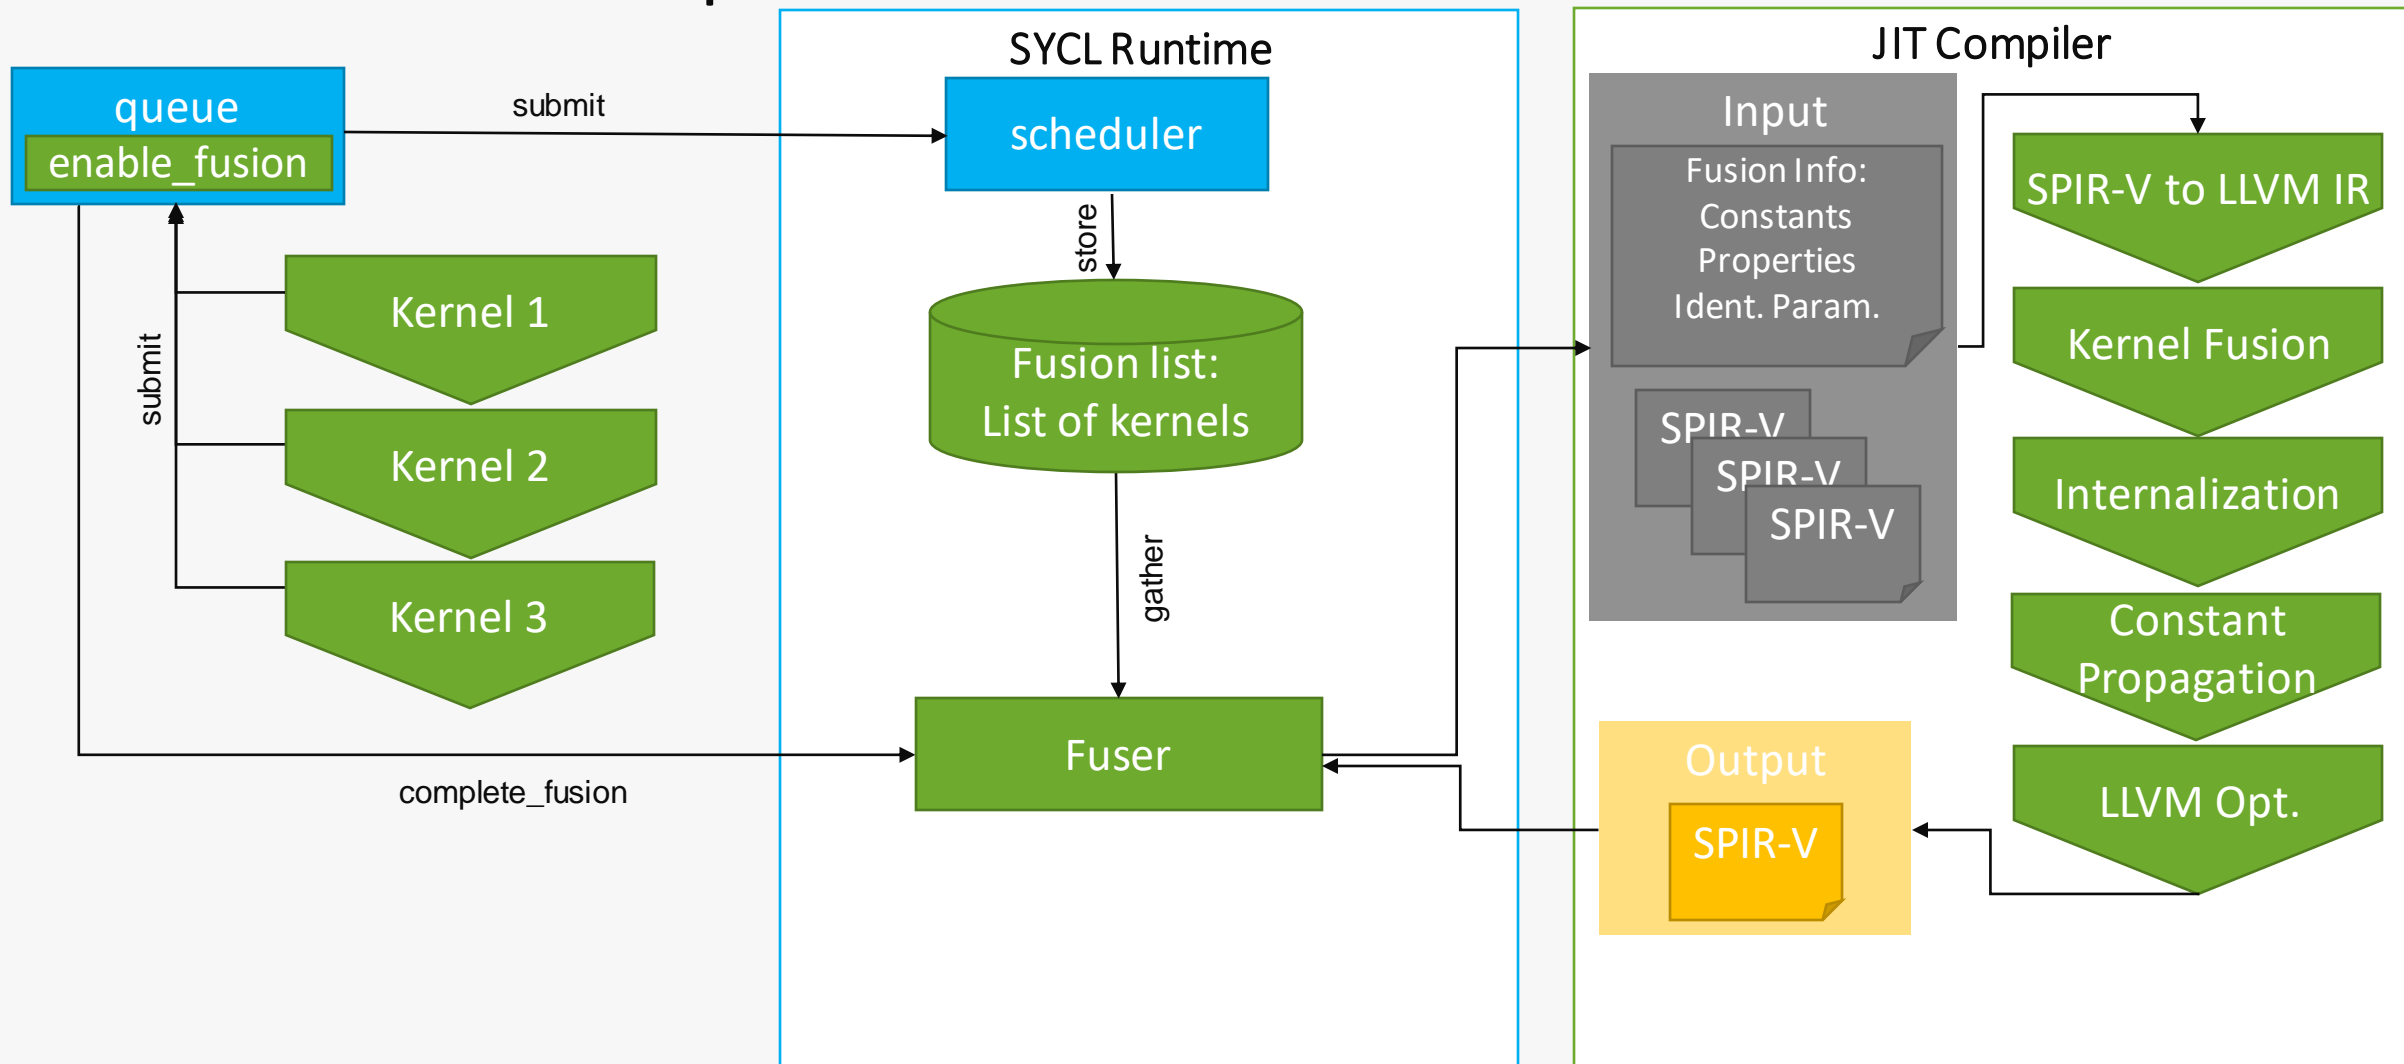 queue
enable_fusion
submit
Kernel 1
Kernel 2
Kernel 3
submit
complete_fusion
SYCL Runtime
scheduler
store
Fusion list:
List of kernels
gather
Fuser
JIT Compiler
Input
Fusion Info:
Constants
Properties
Ident. Param.
SPIR-V
SPIR-V
SPIR-V
SPIR-V to LLVM IR
Kernel Fusion
Internalization
Constant
Propagation
LLVM Opt.
Output
SPIR-V